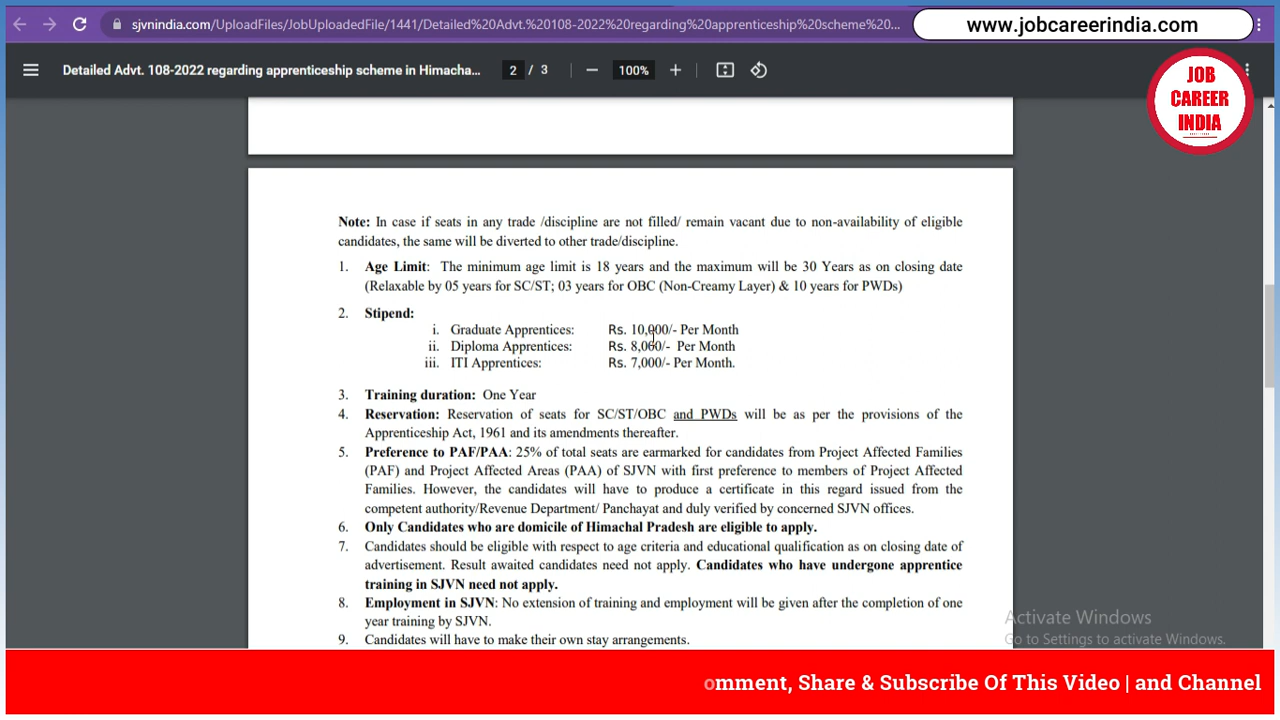 sjvnindia.com/UploadFiles/JobUploadedFile/1441/Detailed%20Advt.%20108-2022%20regarding%20apprenticeship%20scheme%20...
www.jobcareerindia.com
Detailed Advt. 108-2022 regarding apprenticeship scheme in Himacha...
2 / 3
100%
JOB
CAREER
INDIA
Note: In case if seats in any trade /discipline are not filled/ remain vacant due to non-availability of eligible
candidates, the same will be diverted to other trade/discipline.
1. Age Limit: The minimum age limit is 18 years and the maximum will be 30 Years as on closing date
(Relaxable by 05 years for SC/ST; 03 years for OBC (Non-Creamy Layer) & 10 years for PWDs)
2. Stipend:
i. Graduate Apprentices: Rs. 10,000/- Per Month
ii. Diploma Apprentices: Rs. 8,000/- Per Month
iii. ITI Apprentices: Rs. 7,000/- Per Month.
3. Training duration: One Year
4. Reservation: Reservation of seats for SC/ST/OBC and PWDs will be as per the provisions of the
Apprenticeship Act, 1961 and its amendments thereafter.
5. Preference to PAF/PAA: 25% of total seats are earmarked for candidates from Project Affected Families
(PAF) and Project Affected Areas (PAA) of SJVN with first preference to members of Project Affected
Families. However, the candidates will have to produce a certificate in this regard issued from the
competent authority/Revenue Department/ Panchayat and duly verified by concerned SJVN offices.
6. Only Candidates who are domicile of Himachal Pradesh are eligible to apply.
7. Candidates should be eligible with respect to age criteria and educational qualification as on closing date of
advertisement. Result awaited candidates need not apply. Candidates who have undergone apprentice
training in SJVN need not apply.
8. Employment in SJVN: No extension of training and employment will be given after the completion of one
year training by SJVN.
9. Candidates will have to make their own stay arrangements.
Activate Windows
Go to Settings to activate Windows.
omment, Share & Subscribe Of This Video | and Channel